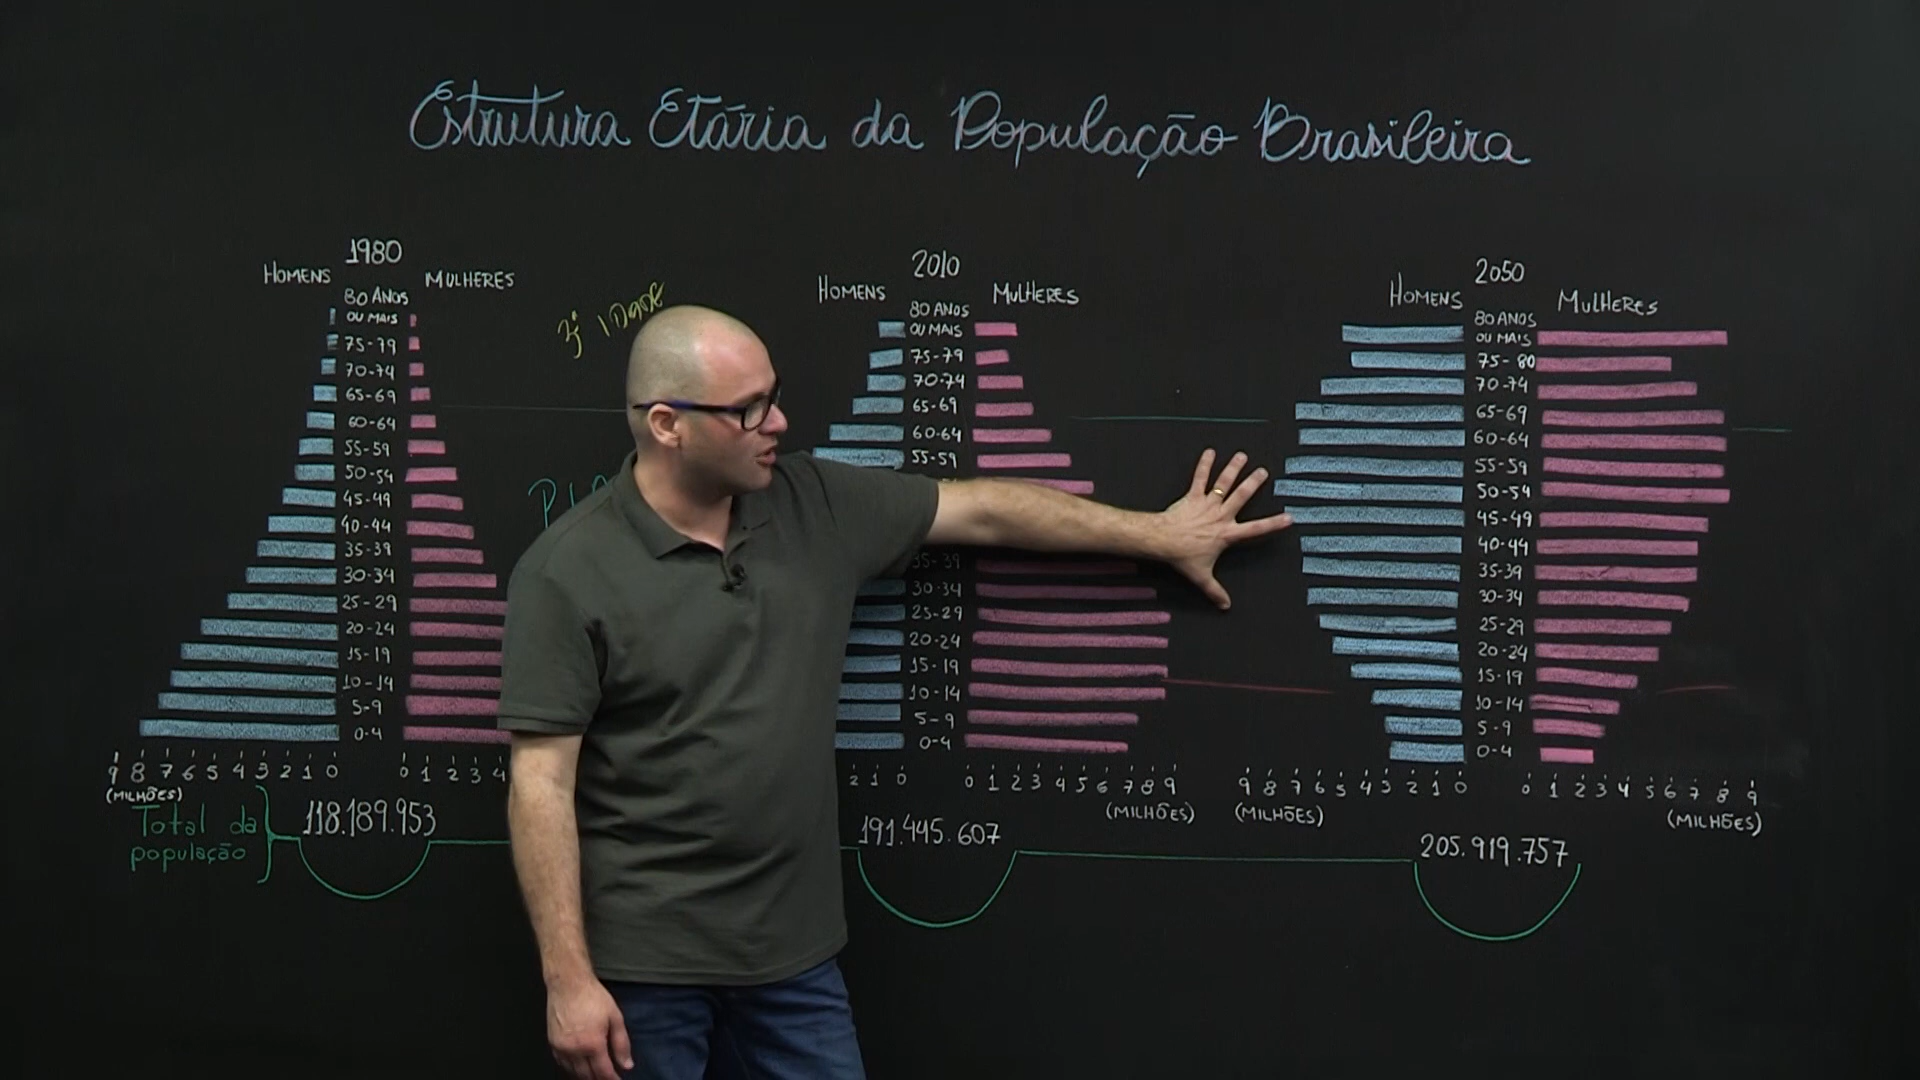 Estrutura Etária da População Brasileira
1980
HOMENS
MULHERES
80 ANOS
OU MAIS
75-79
70-74
65-69
60-64
55-59
50-54
45-49
40-44
35-39
30-34
25-29
20-24
15-19
10-14
5-9
0-4
9 8 7 6 5 4 3 2 1 0
0 1 2 3 4
(MILHÕES)
3ª IDADE
2010
HOMENS
MULHERES
80 ANOS
OU MAIS
75-79
70-74
65-69
60-64
55-59
35-39
30-34
25-29
20-24
15-19
10-14
5-9
0-4
2 1 0
0 1 2 3 4 5 6 7 8 9
(MILHÕES)
2050
HOMENS
MULHERES
80 ANOS
OU MAIS
75-80
70-74
65-69
60-64
55-59
50-54
45-49
40-44
35-39
30-34
25-29
20-24
15-19
10-14
5-9
0-4
9 8 7 6 5 4 3 2 1 0
0 1 2 3 4 5 6 7 8 9
(MILHÕES)
(MILHÕES)
Total da
população
118.189.953
191.445.607
205.919.757